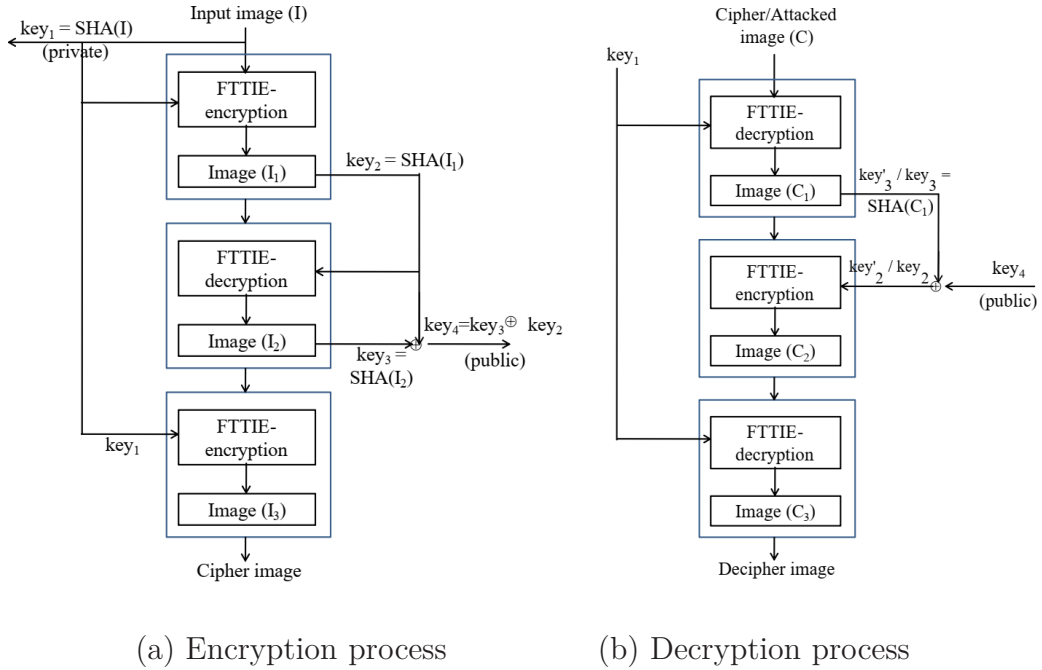 Input image (I)
key₁ = SHA(I)
(private)
FTTIE-
encryption
Image (I₁)
key₂ = SHA(I₁)
FTTIE-
decryption
Image (I₂)
key₃ =
SHA(I₂)
key₄=key₃⊕ key₂
(public)
FTTIE-
encryption
key₁
Image (I₃)
Cipher image
(a) Encryption process
Cipher/Attacked
image (C)
key₁
FTTIE-
decryption
Image (C₁)
key'₃ / key₃ =
SHA(C₁)
FTTIE-
encryption
key'₂ / key₂
key₄
(public)
Image (C₂)
FTTIE-
decryption
Image (C₃)
Decipher image
(b) Decryption process